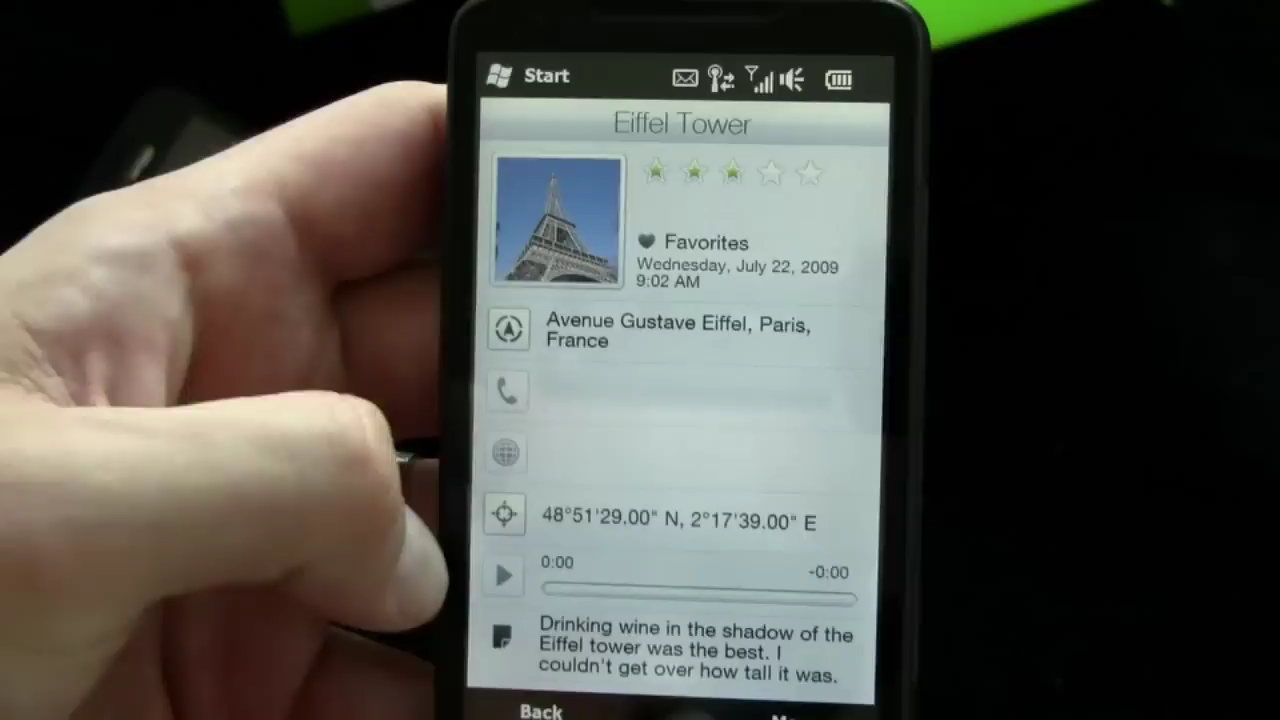 Start
Eiffel Tower
Favorites
Wednesday, July 22, 2009
9:02 AM
Avenue Gustave Eiffel, Paris,
France
48°51'29.00" N, 2°17'39.00" E
0:00
-0:00
Drinking wine in the shadow of the
Eiffel tower was the best. I
couldn't get over how tall it was.
Back